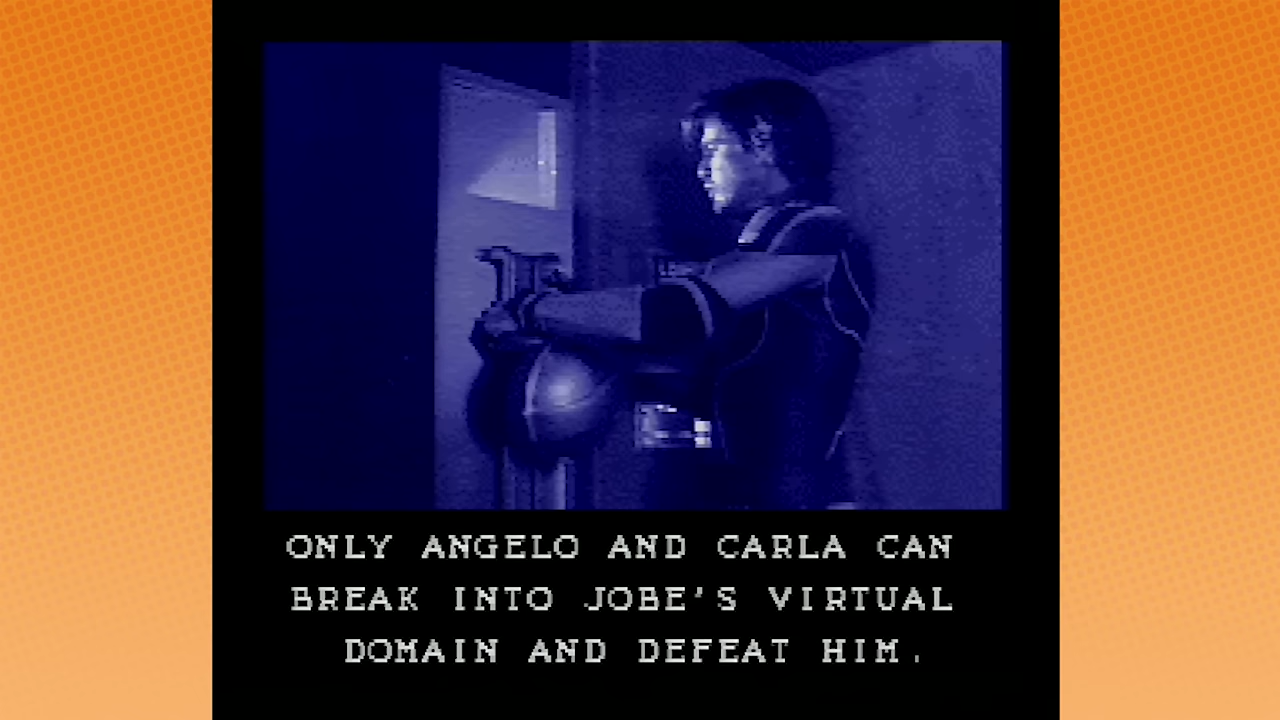 ONLY ANGELO AND CARLA CAN
BREAK INTO JOBE'S VIRTUAL
DOMAIN AND DEFEAT HIM.